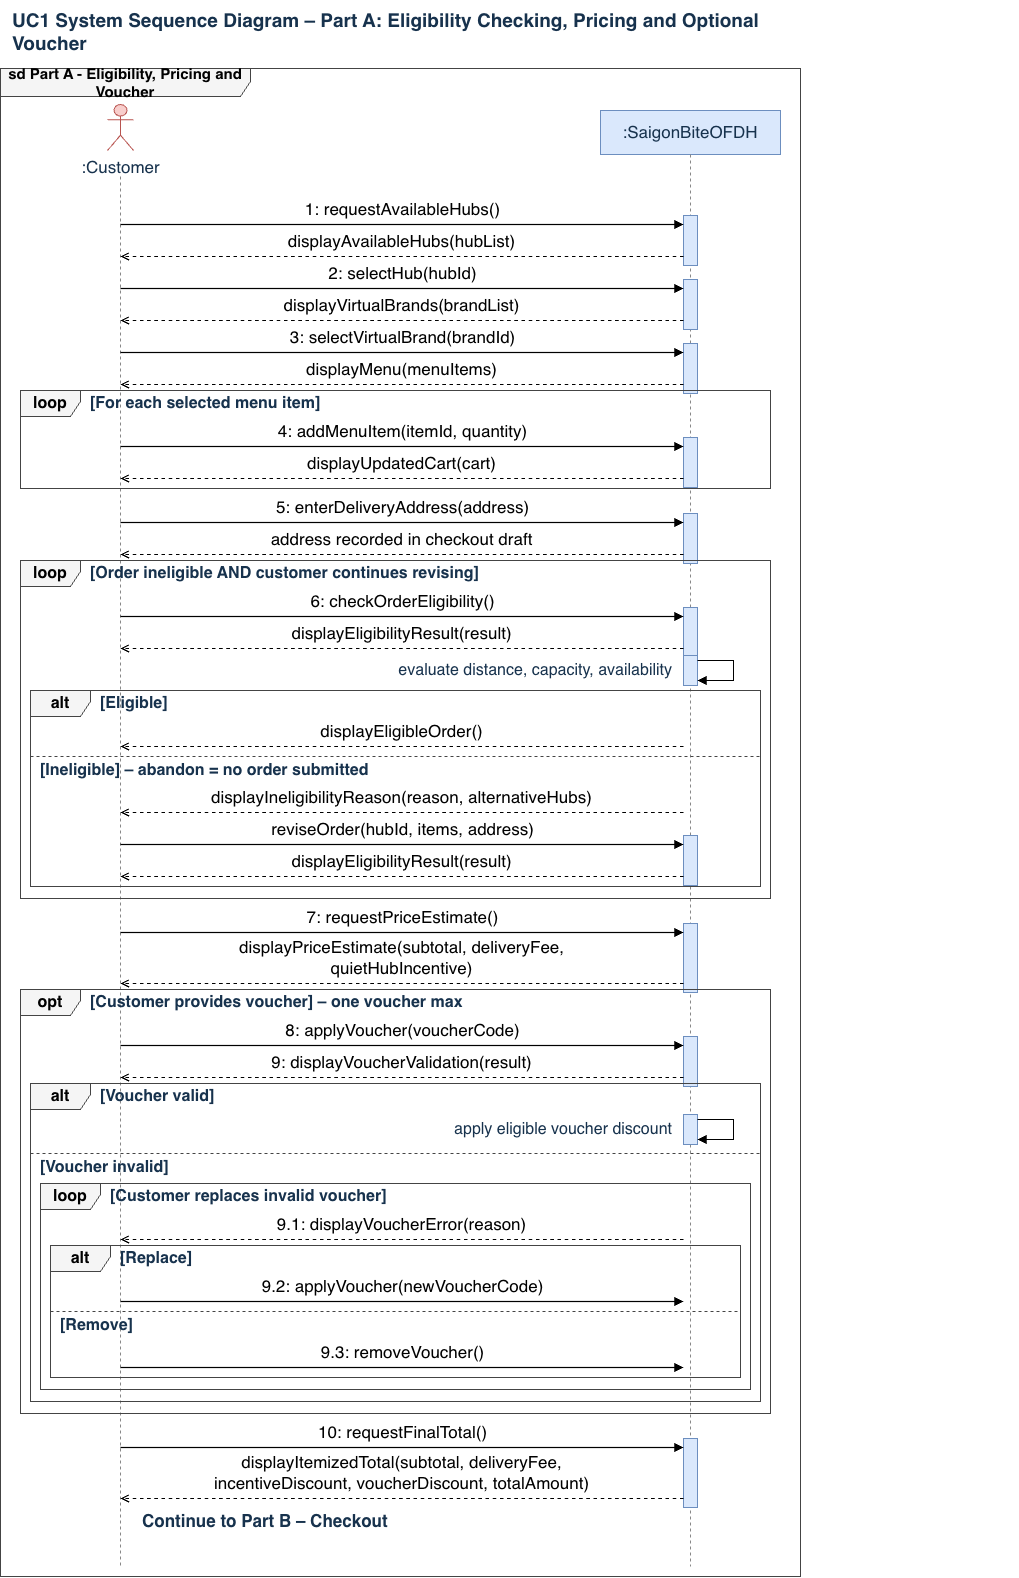 UC1 System Sequence Diagram – Part A: Eligibility Checking, Pricing and Optional
Voucher
sd Part A - Eligibility, Pricing and
Voucher
:Customer
:SaigonBiteOFDH
1: requestAvailableHubs()
displayAvailableHubs(hubList)
2: selectHub(hubId)
displayVirtualBrands(brandList)
3: selectVirtualBrand(brandId)
displayMenu(menuItems)
loop
[For each selected menu item]
4: addMenuItem(itemId, quantity)
displayUpdatedCart(cart)
5: enterDeliveryAddress(address)
address recorded in checkout draft
loop
[Order ineligible AND customer continues revising]
6: checkOrderEligibility()
displayEligibilityResult(result)
evaluate distance, capacity, availability
alt
[Eligible]
displayEligibleOrder()
[Ineligible] – abandon = no order submitted
displayIneligibilityReason(reason, alternativeHubs)
reviseOrder(hubId, items, address)
displayEligibilityResult(result)
7: requestPriceEstimate()
displayPriceEstimate(subtotal, deliveryFee,
quietHubIncentive)
opt
[Customer provides voucher] – one voucher max
8: applyVoucher(voucherCode)
9: displayVoucherValidation(result)
alt
[Voucher valid]
apply eligible voucher discount
[Voucher invalid]
loop
[Customer replaces invalid voucher]
9.1: displayVoucherError(reason)
alt
[Replace]
9.2: applyVoucher(newVoucherCode)
[Remove]
9.3: removeVoucher()
10: requestFinalTotal()
displayItemizedTotal(subtotal, deliveryFee,
incentiveDiscount, voucherDiscount, totalAmount)
Continue to Part B – Checkout